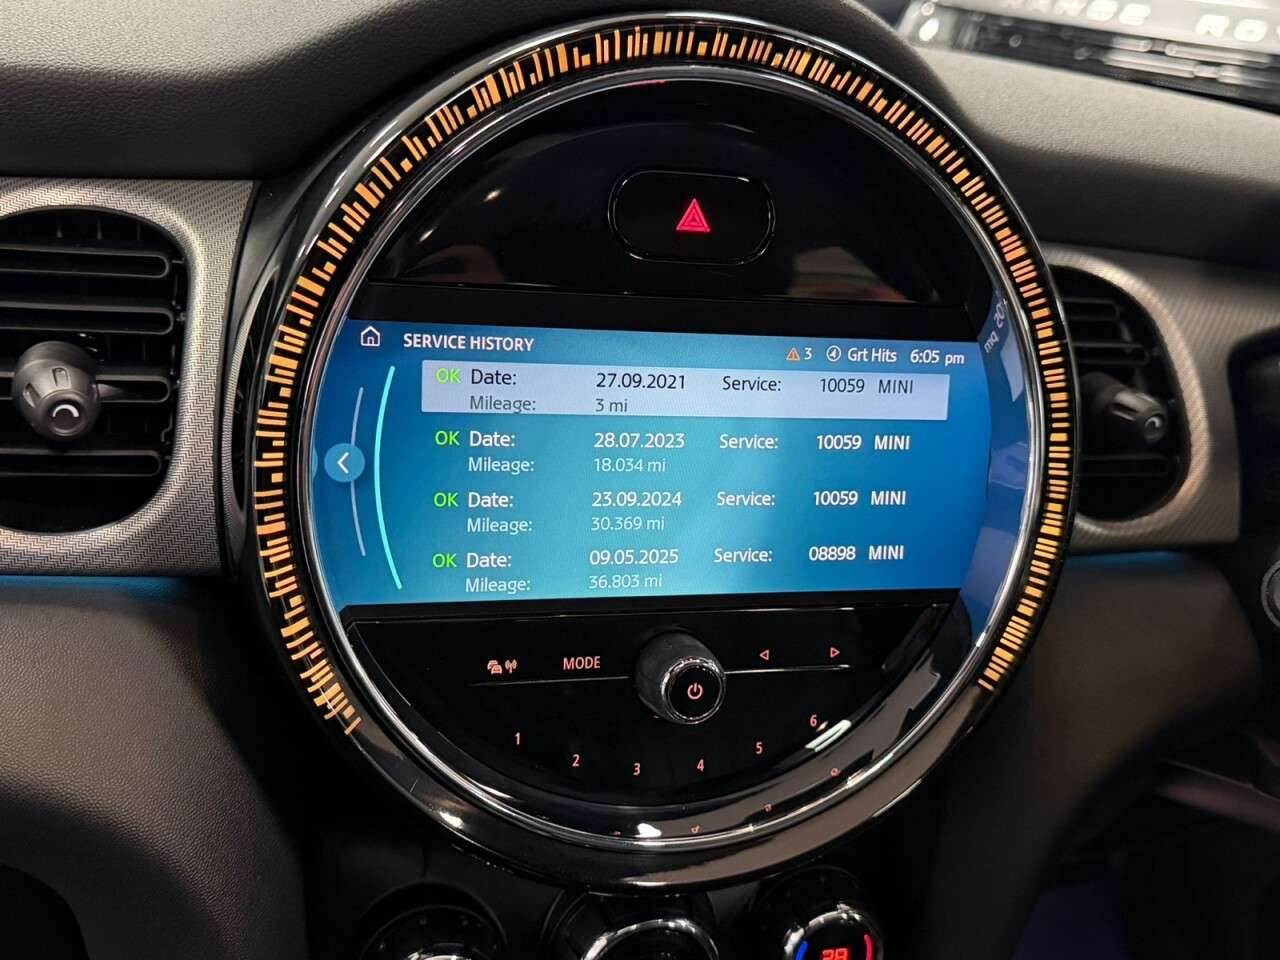 RANGE RO
SERVICE HISTORY
3 Grt Hits 6:05 pm
OK Date: 27.09.2021 Service: 10059 MINI
Mileage: 3 mi
OK Date: 28.07.2023 Service: 10059 MINI
Mileage: 18.034 mi
OK Date: 23.09.2024 Service: 10059 MINI
Mileage: 30.369 mi
OK Date: 09.05.2025 Service: 08898 MINI
Mileage: 36.803 mi
MODE
1 2 3 4 5 6